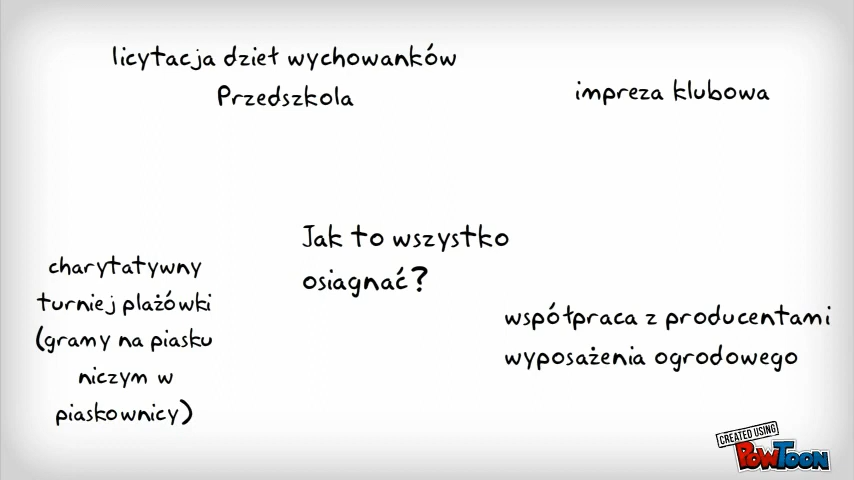 licytacja dzieł wychowanków
Przedszkola
impreza klubowa
Jak to wszystko
osiagnać?
charytatywny
turniej plażówki
(gramy na piasku
niczym w
piaskownicy)
współpraca z producentami
wyposażenia ogrodowego
CREATED USING
POWTOON